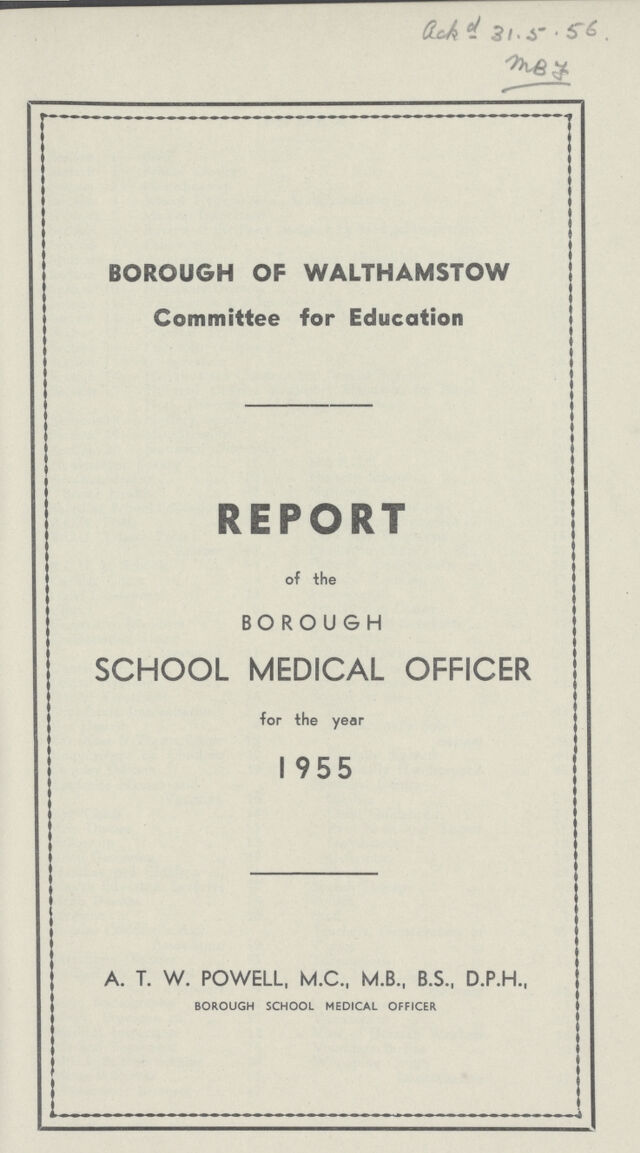 Ackd 31.5.56.
MBF
BOROUGH OF WALTHAMSTOW
Committee for Education
REPORT
of the
BOROUGH
SCHOOL MEDICAL OFFICER
for the year
1955
A. T. W. POWELL, M.C., M.B., B.S., D.P.H.,
BOROUGH SCHOOL MEDICAL OFFICER